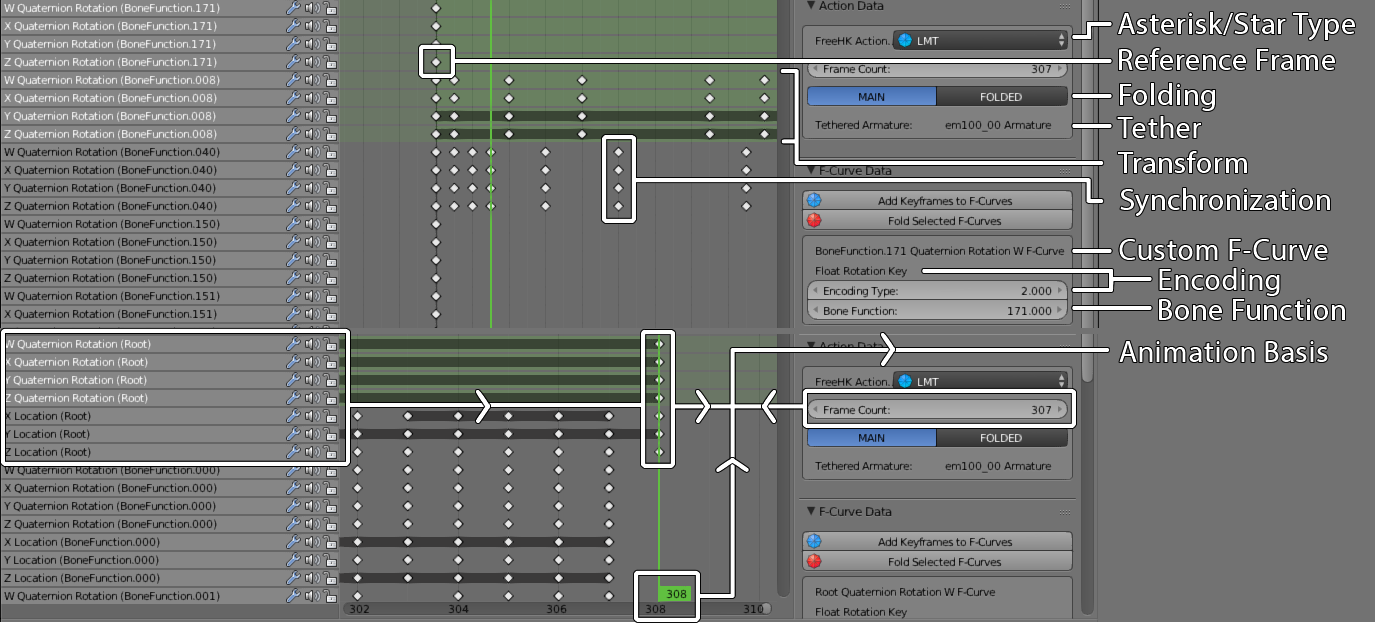 W Quaternion Rotation (BoneFunction.171)
X Quaternion Rotation (BoneFunction.171)
Y Quaternion Rotation (BoneFunction.171)
Z Quaternion Rotation (BoneFunction.171)
W Quaternion Rotation (BoneFunction.008)
X Quaternion Rotation (BoneFunction.008)
Y Quaternion Rotation (BoneFunction.008)
Z Quaternion Rotation (BoneFunction.008)
W Quaternion Rotation (BoneFunction.040)
X Quaternion Rotation (BoneFunction.040)
Y Quaternion Rotation (BoneFunction.040)
Z Quaternion Rotation (BoneFunction.040)
W Quaternion Rotation (BoneFunction.150)
X Quaternion Rotation (BoneFunction.150)
Y Quaternion Rotation (BoneFunction.150)
Z Quaternion Rotation (BoneFunction.150)
W Quaternion Rotation (BoneFunction.151)
X Quaternion Rotation (BoneFunction.151)
Action Data
FreeHK Action.. LMT
Frame Count: 307
MAIN FOLDED
Tethered Armature: em100_00 Armature
F-Curve Data
Add Keyframes to F-Curves
Fold Selected F-Curves
BoneFunction.171 Quaternion Rotation W F-Curve
Float Rotation Key
Encoding Type: 2.000
Bone Function: 171.000
Asterisk/Star Type
Reference Frame
Folding
Tether
Transform
Synchronization
Custom F-Curve
Encoding
Bone Function
Animation Basis
W Quaternion Rotation (Root)
X Quaternion Rotation (Root)
Y Quaternion Rotation (Root)
Z Quaternion Rotation (Root)
X Location (Root)
Y Location (Root)
Z Location (Root)
W Quaternion Rotation (BoneFunction.000)
X Quaternion Rotation (BoneFunction.000)
Y Quaternion Rotation (BoneFunction.000)
Z Quaternion Rotation (BoneFunction.000)
X Location (BoneFunction.000)
Y Location (BoneFunction.000)
Z Location (BoneFunction.000)
W Quaternion Rotation (BoneFunction.001)
308
302 304 306 308 310
Action Data
FreeHK Action.. LMT
Frame Count: 307
MAIN FOLDED
Tethered Armature: em100_00 Armature
F-Curve Data
Add Keyframes to F-Curves
Fold Selected F-Curves
Root Quaternion Rotation W F-Curve
Float Rotation Key